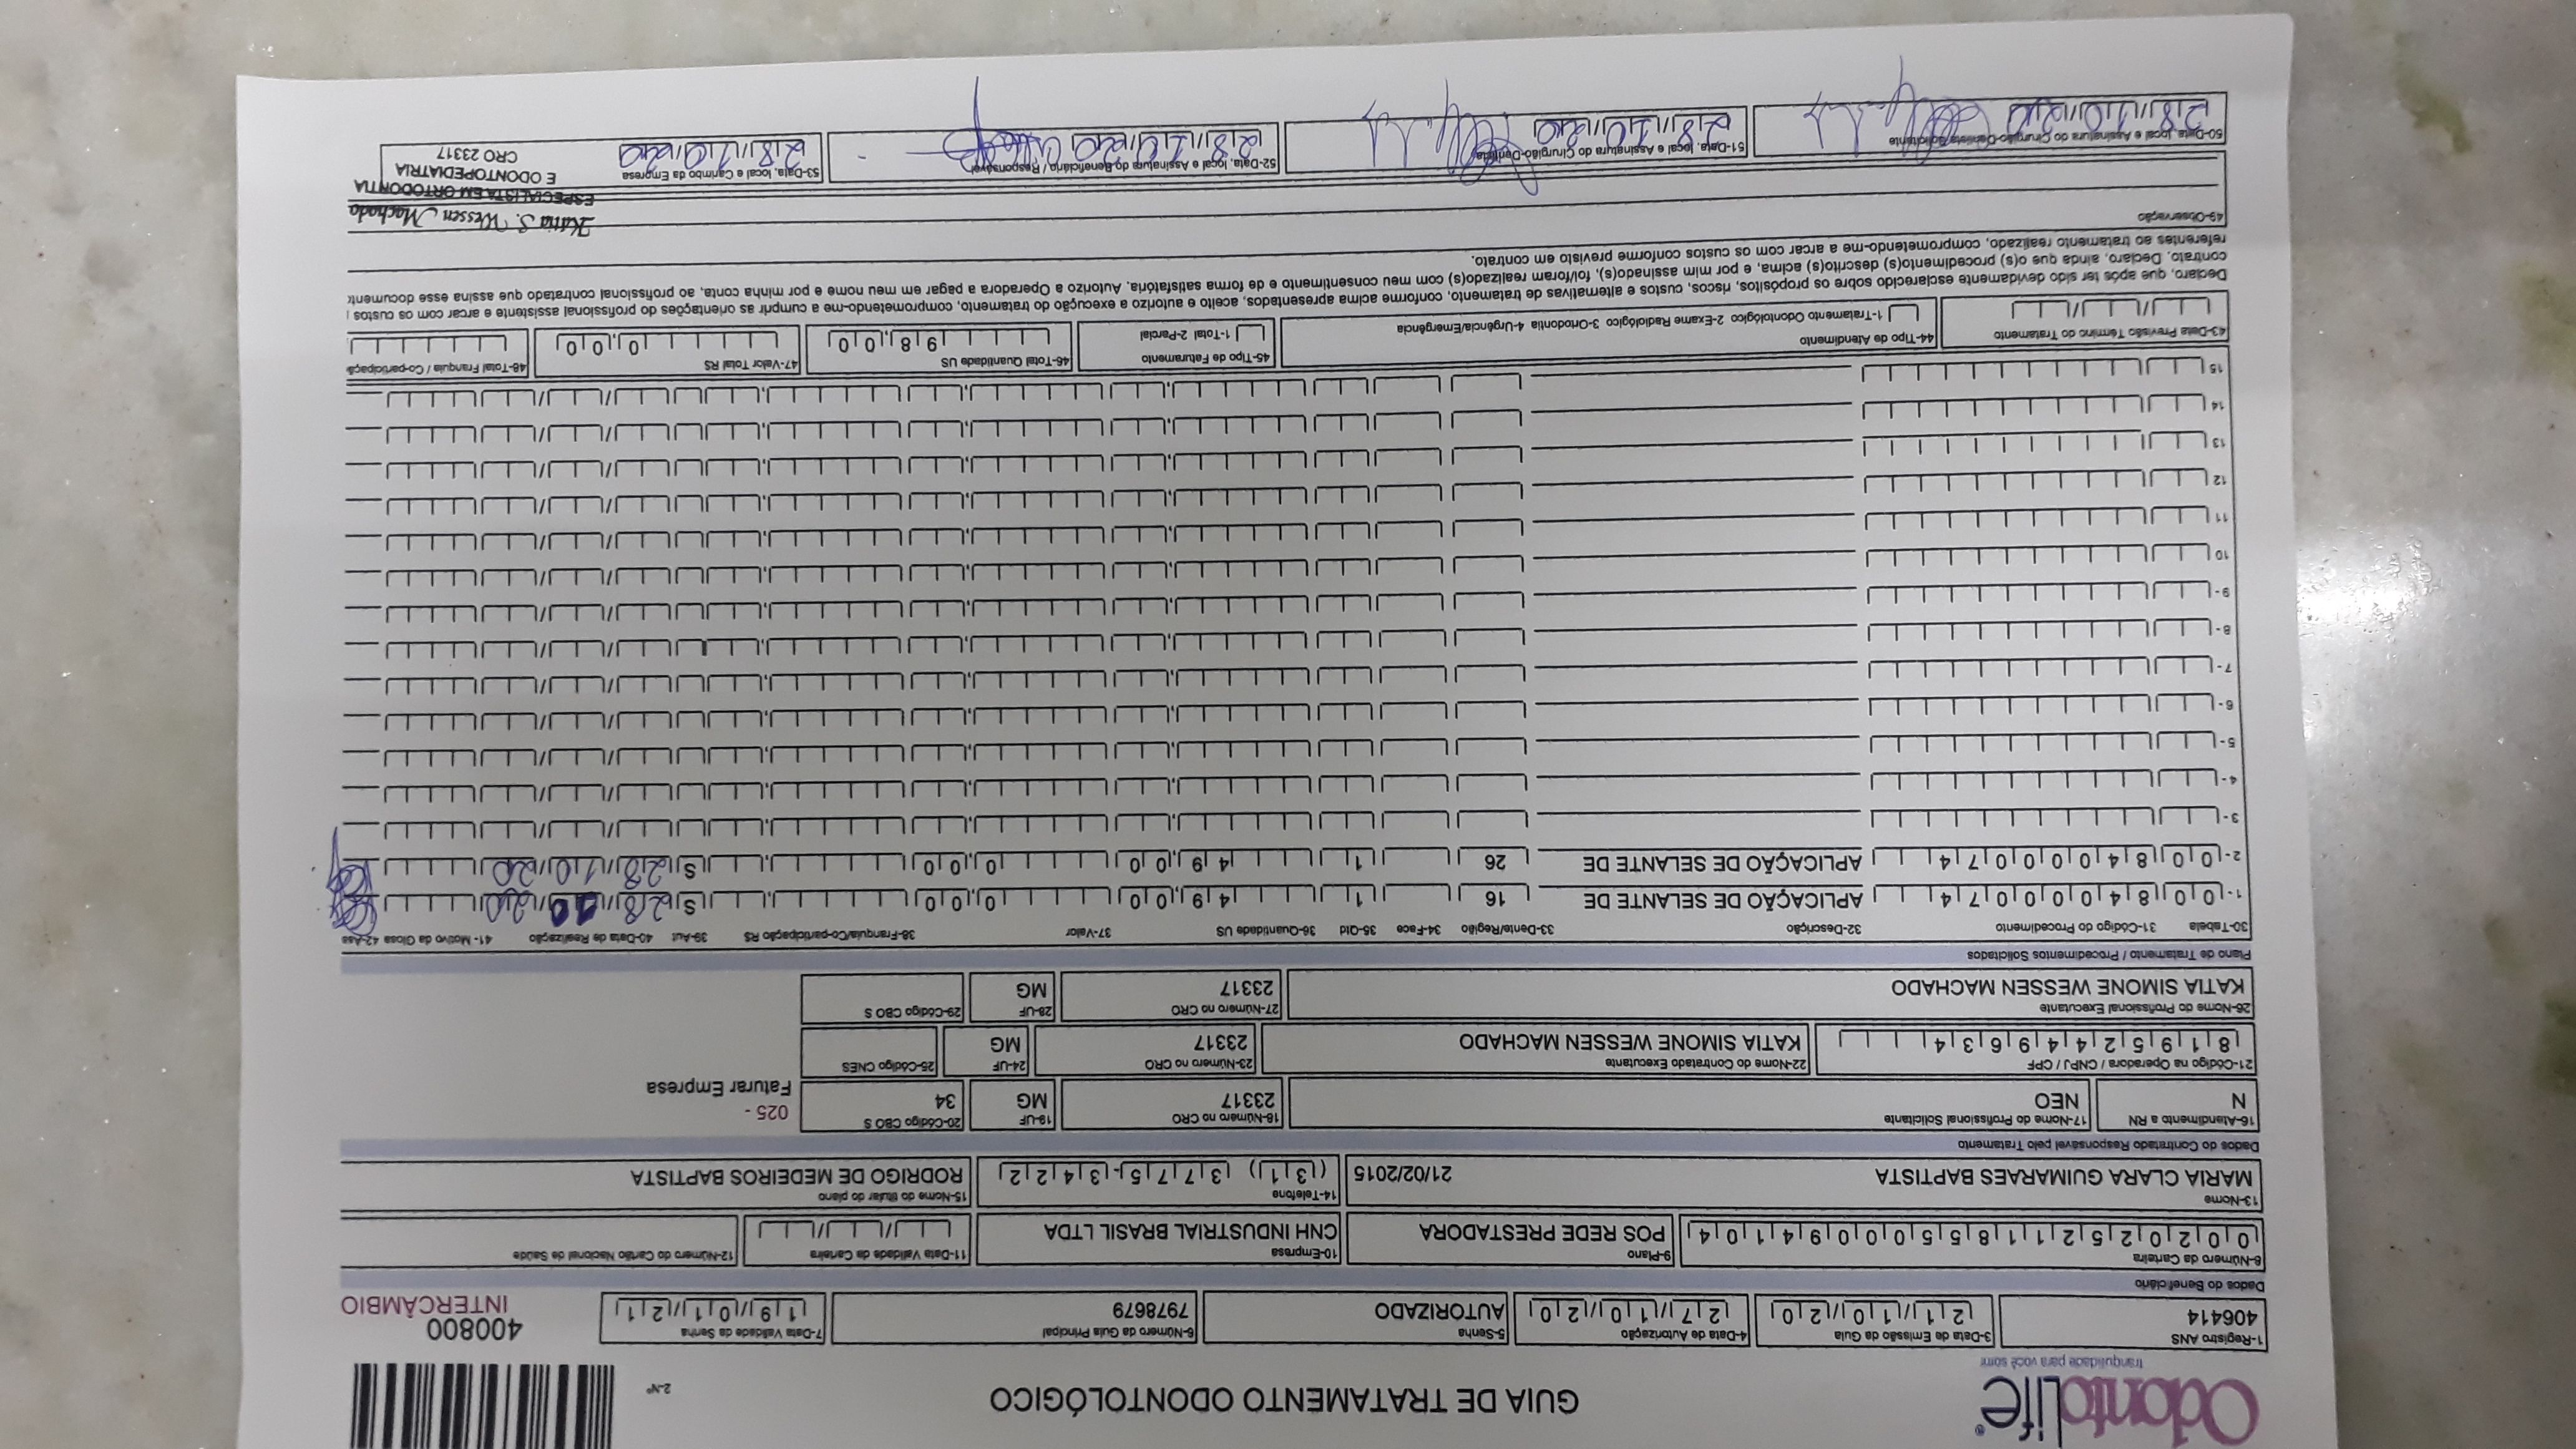 OdontoLife®
tranquilidade para você sorrir
GUIA DE TRATAMENTO ODONTOLÓGICO
2-Nº
400800
INTERCÂMBIO
1-Registro ANS
406414
3-Data de Emissão da Guia
21/10/20
4-Data de Autorização
27/10/20
5-Senha
AUTORIZADO
6-Número da Guia Principal
7978679
7-Data Validade da Senha
19/01/21
Dados do Beneficiário
8-Número da Carteira
00202521185500094104
9-Plano
POS REDE PRESTADORA
10-Empresa
CNH INDUSTRIAL BRASIL LTDA
11-Data Validade da Carteira
12-Número do Cartão Nacional de Saúde
13-Nome
MARIA CLARA GUIMARAES BAPTISTA 21/02/2015
14-Telefone
(31) 3775-3422
15-Nome do titular do plano
RODRIGO DE MEDEIROS BAPTISTA
Dados do Contratado Responsável pelo Tratamento
16-Atendimento a RN
N
17-Nome do Profissional Solicitante
NEO
18-Número no CRO
23317
19-UF
MG
20-Código CBO S
34
025 -
Faturar Empresa
21-Código na Operadora / CNPJ / CPF
81952449634
22-Nome do Contratado Executante
KATIA SIMONE WESSEN MACHADO
23-Número no CRO
23317
24-UF
MG
25-Código CNES
26-Nome do Profissional Executante
KATIA SIMONE WESSEN MACHADO
27-Número no CRO
23317
28-UF
MG
29-Código CBO S
Plano de Tratamento / Procedimentos Solicitados
30-Tabela 31-Código do Procedimento 32-Descrição 33-Dente/Região 34-Face 35-Qtd 36-Quantidade US 37-Valor 38-Franquia/Co-participação R$ 39-Aut 40-Data de Realização 41-Motivo da Glosa 42-Ass
1- 00 84000074 APLICAÇÃO DE SELANTE DE 16 1 49,00 0,00 S 28/10/20
2- 00 84000074 APLICAÇÃO DE SELANTE DE 26 1 49,00 0,00 S 28/10/20
3-
4-
5-
6-
7-
8-
9-
10
11
12
13
14
15
43-Data Previsão Término do Tratamento
44-Tipo de Atendimento
1-Tratamento Odontológico 2-Exame Radiológico 3-Ortodontia 4-Urgência/Emergência
45-Tipo de Faturamento
1-Total 2-Parcial
46-Total Quantidade US
98,00
47-Valor Total R$
0,00
48-Total Franquia / Co-participação
Declaro, que após ter sido devidamente esclarecido sobre os propósitos, riscos, custos e alternativas de tratamento, conforme acima apresentados, aceito e autorizo a execução do tratamento, comprometendo-me a cumprir as orientações do profissional assistente e arcar com os custos
contrato. Declaro, ainda que o(s) procedimento(s) descrito(s) acima, e por mim assinado(s), foi/foram realizado(s) com meu consentimento e de forma satisfatória. Autorizo a Operadora a pagar em meu nome e por minha conta, ao profissional contratado que assina esse document
referentes ao tratamento realizado, comprometendo-me a arcar com os custos conforme previsto em contrato.
49-Observação
Katia S. Wessen Machado
ESPECIALISTA EM ORTODONTIA
E ODONTOPEDIATRIA
CRO 23317
50-Data, local e Assinatura do Cirurgião-Dentista Solicitante
28/10/20
51-Data, local e Assinatura do Cirurgião-Dentista
28/10/20
52-Data, local e Assinatura do Beneficiário / Responsável
28/10/20
53-Data, local e Carimbo da Empresa
28/10/20